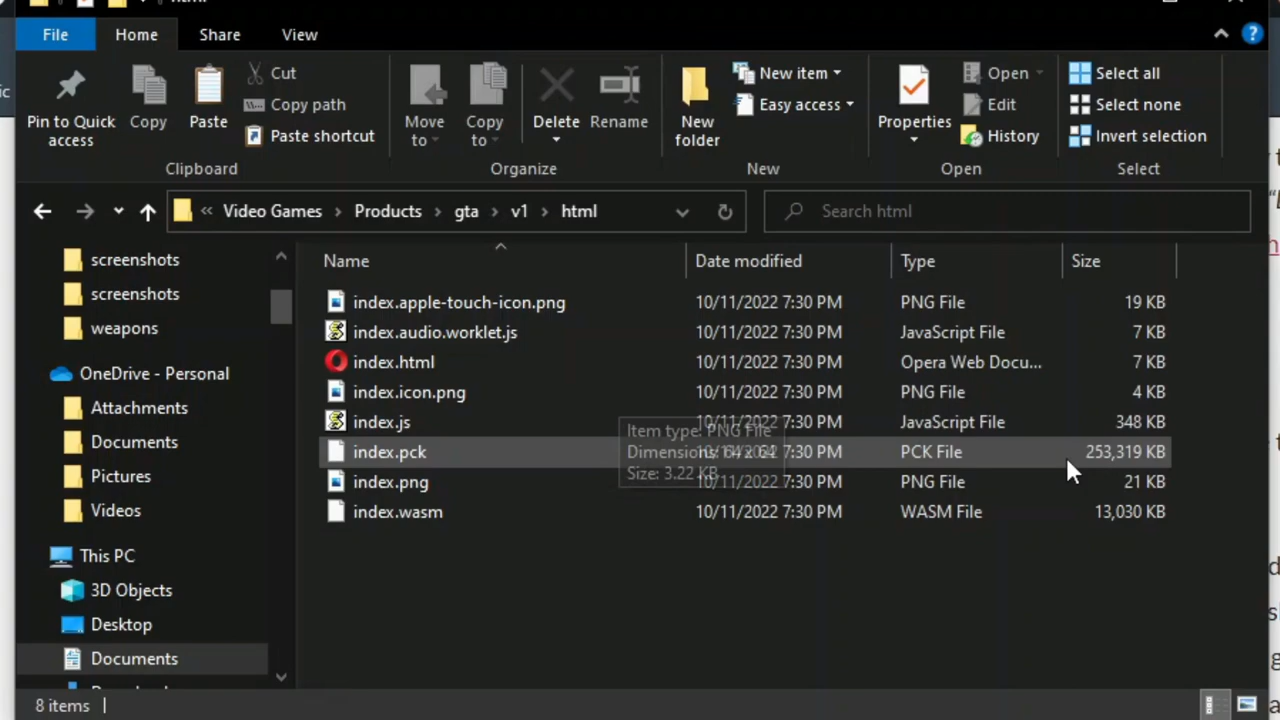 File Home Share View
Pin to Quick access
Copy
Paste
Cut
Copy path
Paste shortcut
Clipboard
Move to
Copy to
Delete
Rename
Organize
New folder
New item
Easy access
New
Properties
Open
Edit
History
Open
Select all
Select none
Invert selection
Select
« Video Games > Products > gta > v1 > html
Search html
screenshots
screenshots
weapons
OneDrive - Personal
Attachments
Documents
Pictures
Videos
This PC
3D Objects
Desktop
Documents
Name Date modified Type Size
index.apple-touch-icon.png 10/11/2022 7:30 PM PNG File 19 KB
index.audio.worklet.js 10/11/2022 7:30 PM JavaScript File 7 KB
index.html 10/11/2022 7:30 PM Opera Web Docu... 7 KB
index.icon.png 10/11/2022 7:30 PM PNG File 4 KB
index.js 10/11/2022 7:30 PM JavaScript File 348 KB
index.pck PCK File 253,319 KB
index.png 10/11/2022 7:30 PM PNG File 21 KB
index.wasm 10/11/2022 7:30 PM WASM File 13,030 KB
Item type: PNG File
Dimensions: 64 x 64
Size: 3.22 KB
8 items